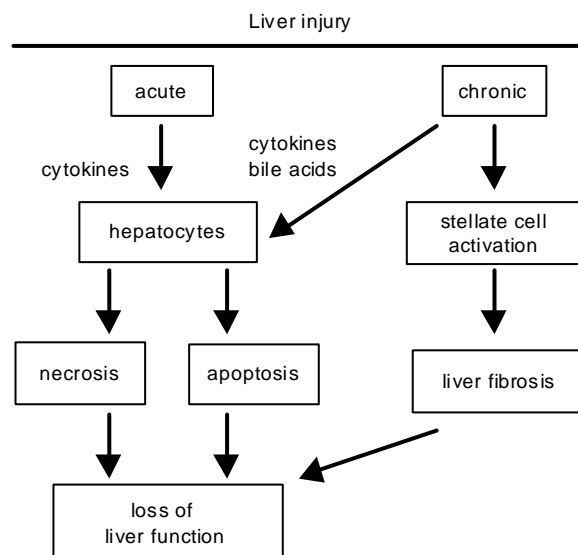 Liver injury
acute
chronic
cytokines
cytokines
bile acids
hepatocytes
stellate cell
activation
necrosis
apoptosis
liver fibrosis
loss of
liver function